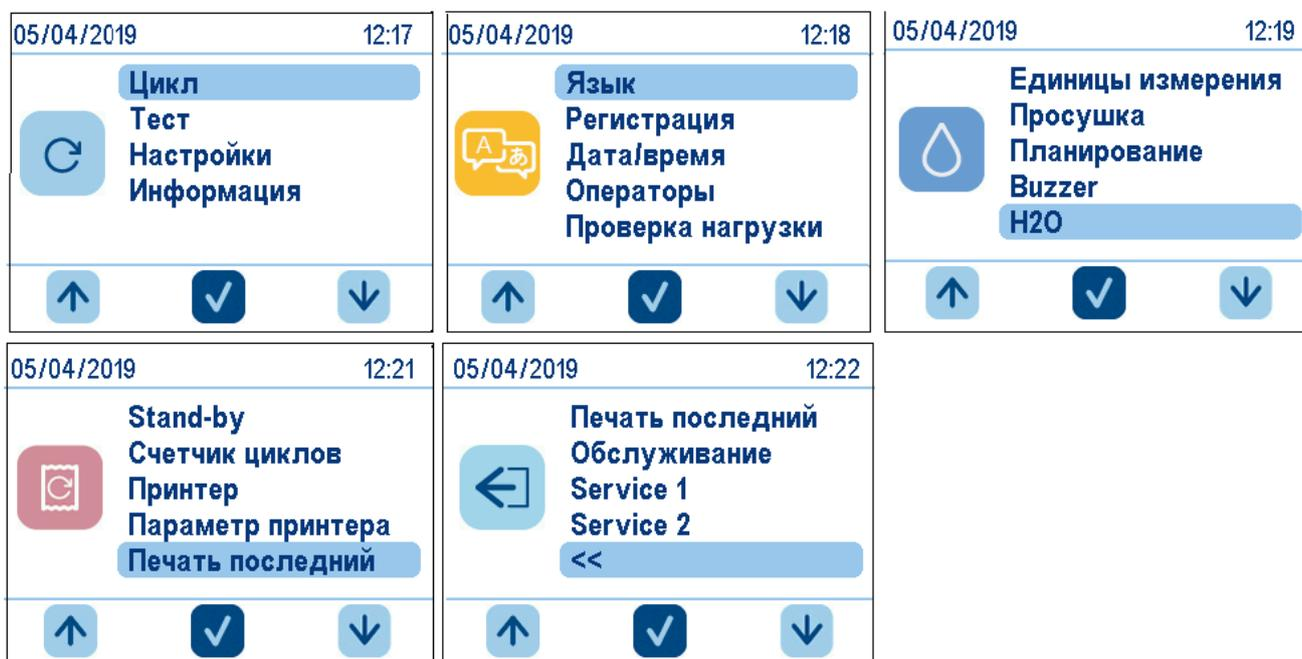 05/04/2019 12:17
Цикл
Тест
Настройки
Информация
05/04/2019 12:18
A あ
Язык
Регистрация
Дата/время
Операторы
Проверка нагрузки
05/04/2019 12:19
Единицы измерения
Просушка
Планирование
Buzzer
H2O
05/04/2019 12:21
Stand-by
Счетчик циклов
Принтер
Параметр принтера
Печать последний
05/04/2019 12:22
Печать последний
Обслуживание
Service 1
Service 2
<<